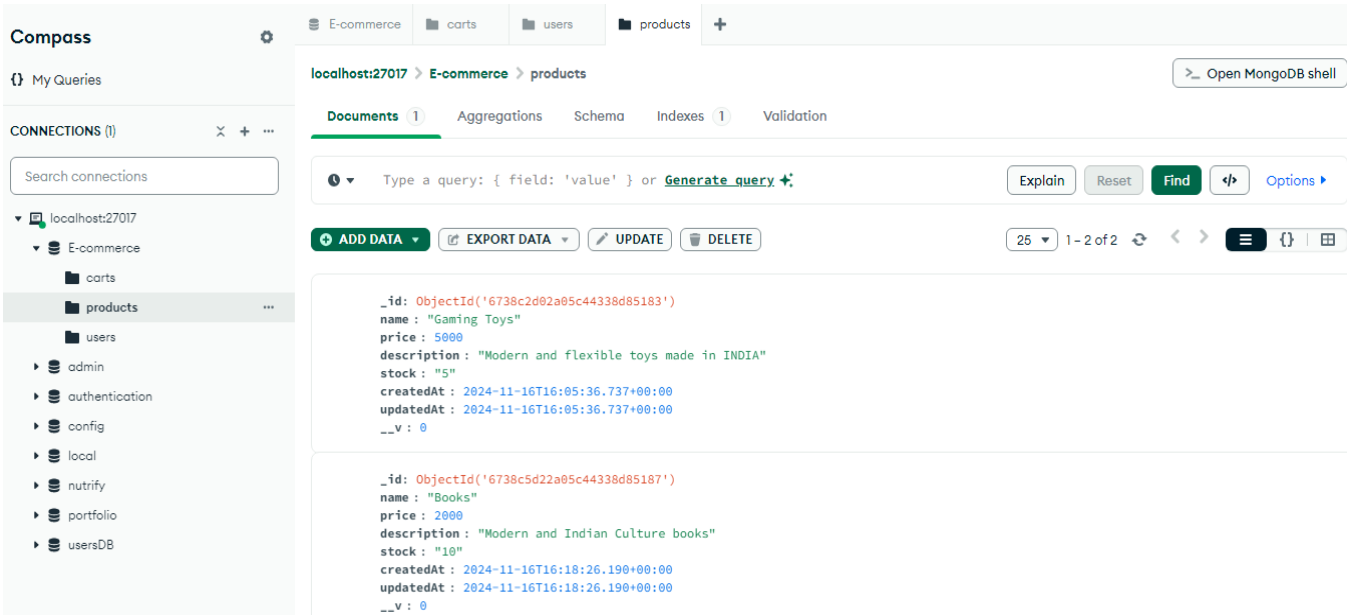 Compass
My Queries
CONNECTIONS (1)
Search connections
localhost:27017
E-commerce
carts
products
users
admin
authentication
config
local
nutrify
portfolio
usersDB
E-commerce carts users products
localhost:27017 > E-commerce > products
>_ Open MongoDB shell
Documents 1 Aggregations Schema Indexes 1 Validation
Type a query: { field: 'value' } or Generate query
Explain Reset Find </> Options
ADD DATA EXPORT DATA UPDATE DELETE
25 1 – 2 of 2 {}
_id: ObjectId('6738c2d02a05c44338d85183')
name : "Gaming Toys"
price : 5000
description : "Modern and flexible toys made in INDIA"
stock : "5"
createdAt : 2024-11-16T16:05:36.737+00:00
updatedAt : 2024-11-16T16:05:36.737+00:00
__v : 0
_id: ObjectId('6738c5d22a05c44338d85187')
name : "Books"
price : 2000
description : "Modern and Indian Culture books"
stock : "10"
createdAt : 2024-11-16T16:18:26.190+00:00
updatedAt : 2024-11-16T16:18:26.190+00:00
__v : 0